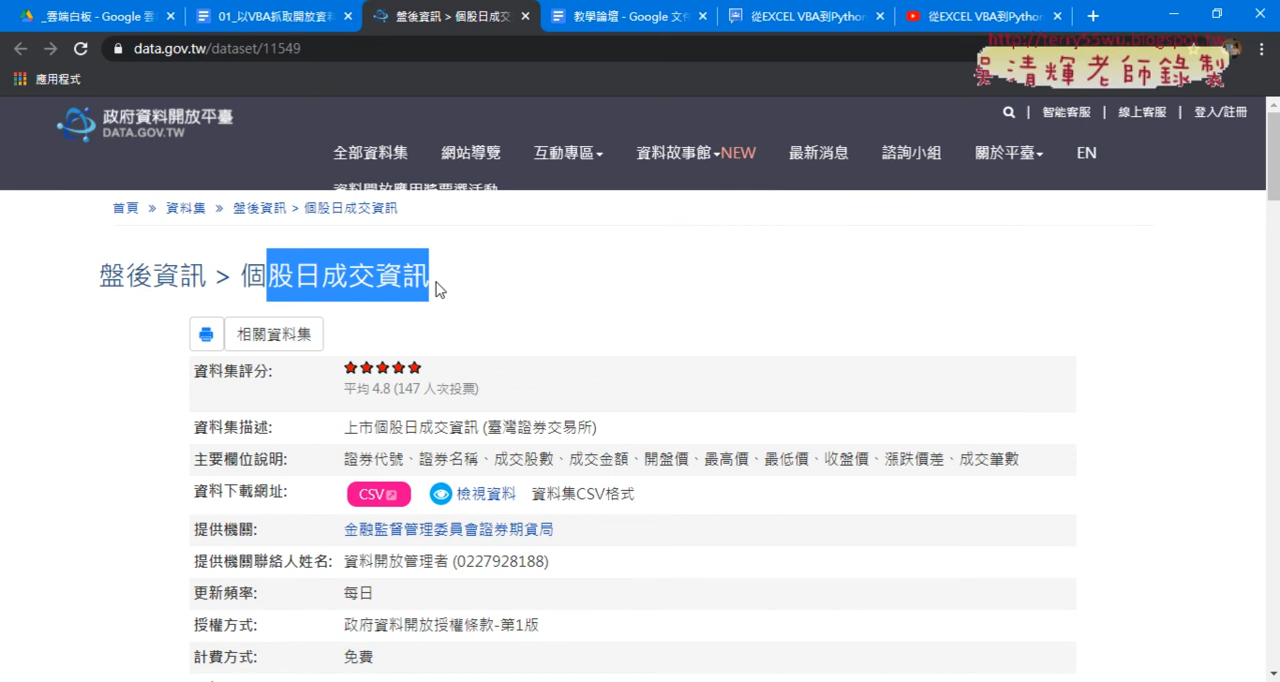 _雲端白板 - Google 雲
01_以VBA抓取開放資料
盤後資訊 > 個股日成交
教學論壇 - Google 文件
從EXCEL VBA到Python
從EXCEL VBA到Python
data.gov.tw/dataset/11549
http://terry55wu.blogspot.tw
吳清輝老師錄製
應用程式
政府資料開放平臺
DATA.GOV.TW
智能客服 | 線上客服 | 登入/註冊
全部資料集 網站導覽 互動專區 資料故事館 NEW 最新消息 諮詢小組 關於平臺 EN
首頁 » 資料集 » 盤後資訊 > 個股日成交資訊
盤後資訊 > 個股日成交資訊
相關資料集
資料集評分:
平均 4.8 (147 人次投票)
資料集描述: 上市個股日成交資訊 (臺灣證券交易所)
主要欄位說明: 證券代號、證券名稱、成交股數、成交金額、開盤價、最高價、最低價、收盤價、漲跌價差、成交筆數
資料下載網址: CSV 檢視資料 資料集CSV格式
提供機關: 金融監督管理委員會證券期貨局
提供機關聯絡人姓名: 資料開放管理者 (0227928188)
更新頻率: 每日
授權方式: 政府資料開放授權條款-第1版
計費方式: 免費